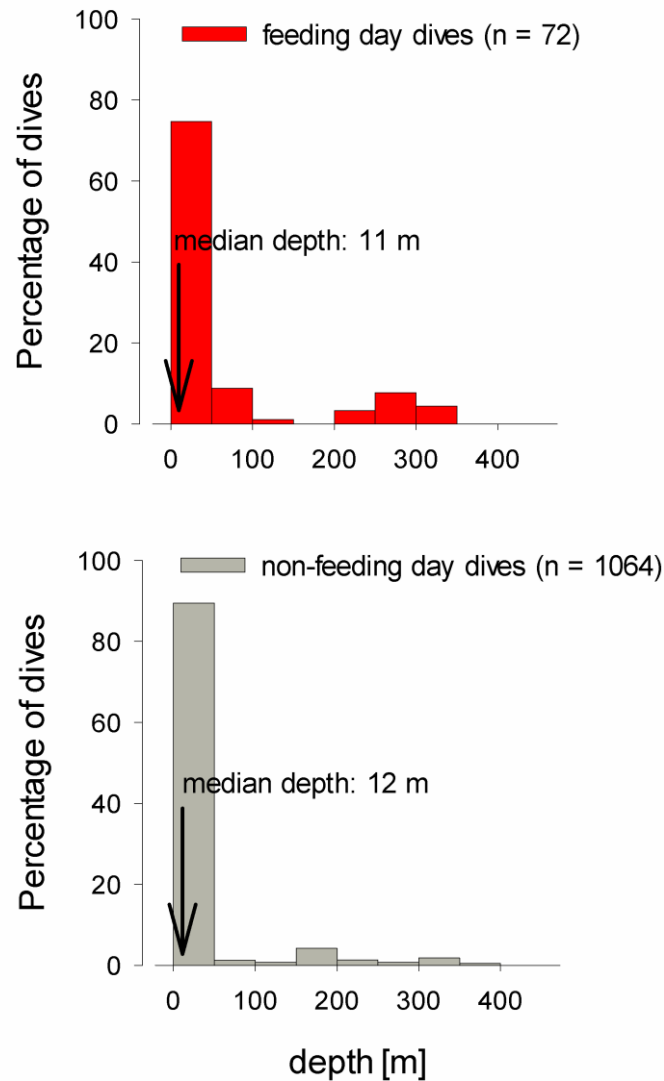 feeding day dives (n = 72)
Percentage of dives
100
80
60
40
20
0
median depth: 11 m
0 100 200 300 400
non-feeding day dives (n = 1064)
Percentage of dives
100
80
60
40
20
0
median depth: 12 m
0 100 200 300 400
depth [m]